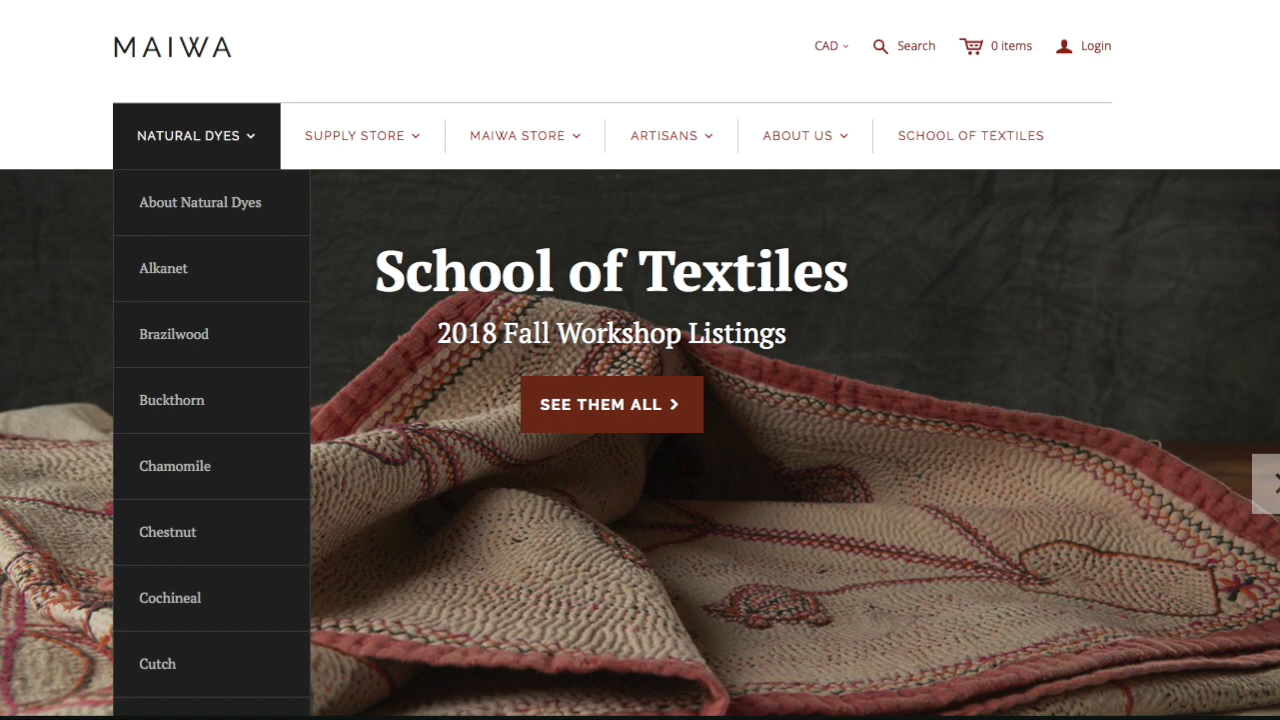 MAIWA
CAD
Search
0 items
Login
NATURAL DYES
SUPPLY STORE
MAIWA STORE
ARTISANS
ABOUT US
SCHOOL OF TEXTILES
About Natural Dyes
Alkanet
Brazilwood
Buckthorn
Chamomile
Chestnut
Cochineal
Cutch
School of Textiles
2018 Fall Workshop Listings
SEE THEM ALL